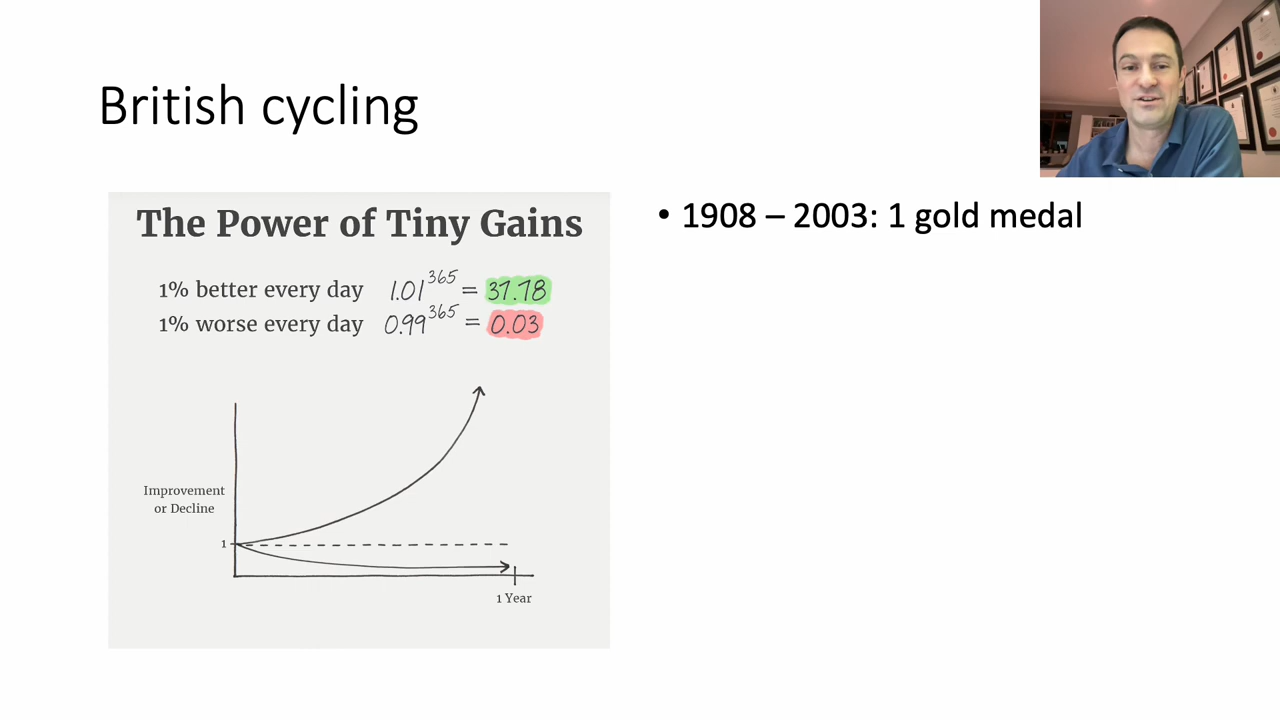 British cycling
The Power of Tiny Gains
1% better every day 1.01^365 = 37.78
1% worse every day 0.99^365 = 0.03
Improvement
or Decline
1
1 Year
• 1908 – 2003: 1 gold medal